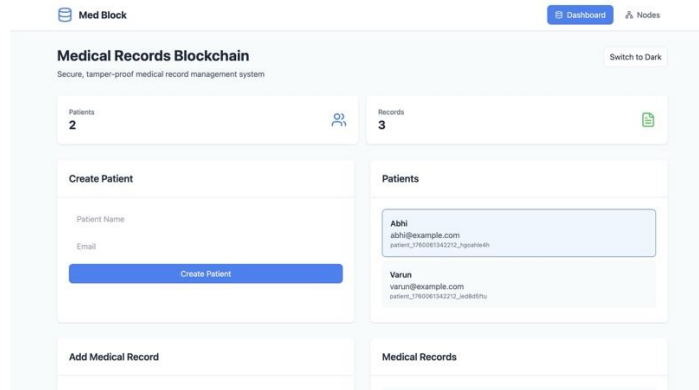 Med Block
Dashboard
Nodes
Medical Records Blockchain
Switch to Dark
Secure, tamper-proof medical record management system
Patients
2
Records
3
Create Patient
Patient Name
Email
Create Patient
Patients
Abhi
abhi@example.com
patient_1760061342212_hgoahle4h
Varun
varun@example.com
Add Medical Record
Medical Records